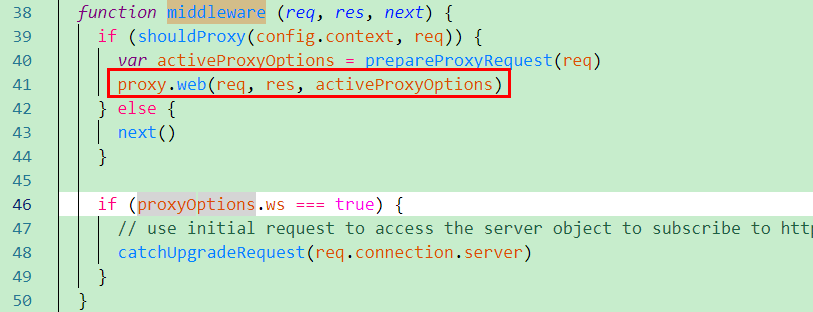 38 function middleware (req, res, next) {
39 if (shouldProxy(config.context, req)) {
40 var activeProxyOptions = prepareProxyRequest(req)
41 proxy.web(req, res, activeProxyOptions)
42 } else {
43 next()
44 }
45
46 if (proxyOptions.ws === true) {
47 // use initial request to access the server object to subscribe to htt
48 catchUpgradeRequest(req.connection.server)
49 }
50 }